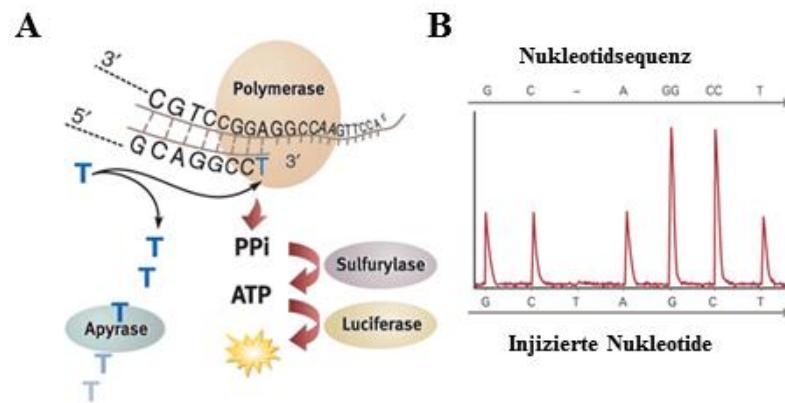 A
3′
CGTCCGGAGGCCAAGTTCCA
Polymerase
5′
GCAGGCCT
3′
T
T
T
T
Apyrase
T
T
PPi
Sulfurylase
ATP
Luciferase
B
Nukleotidsequenz
G C – A GG CC T
G C T A G C T
Injizierte Nukleotide